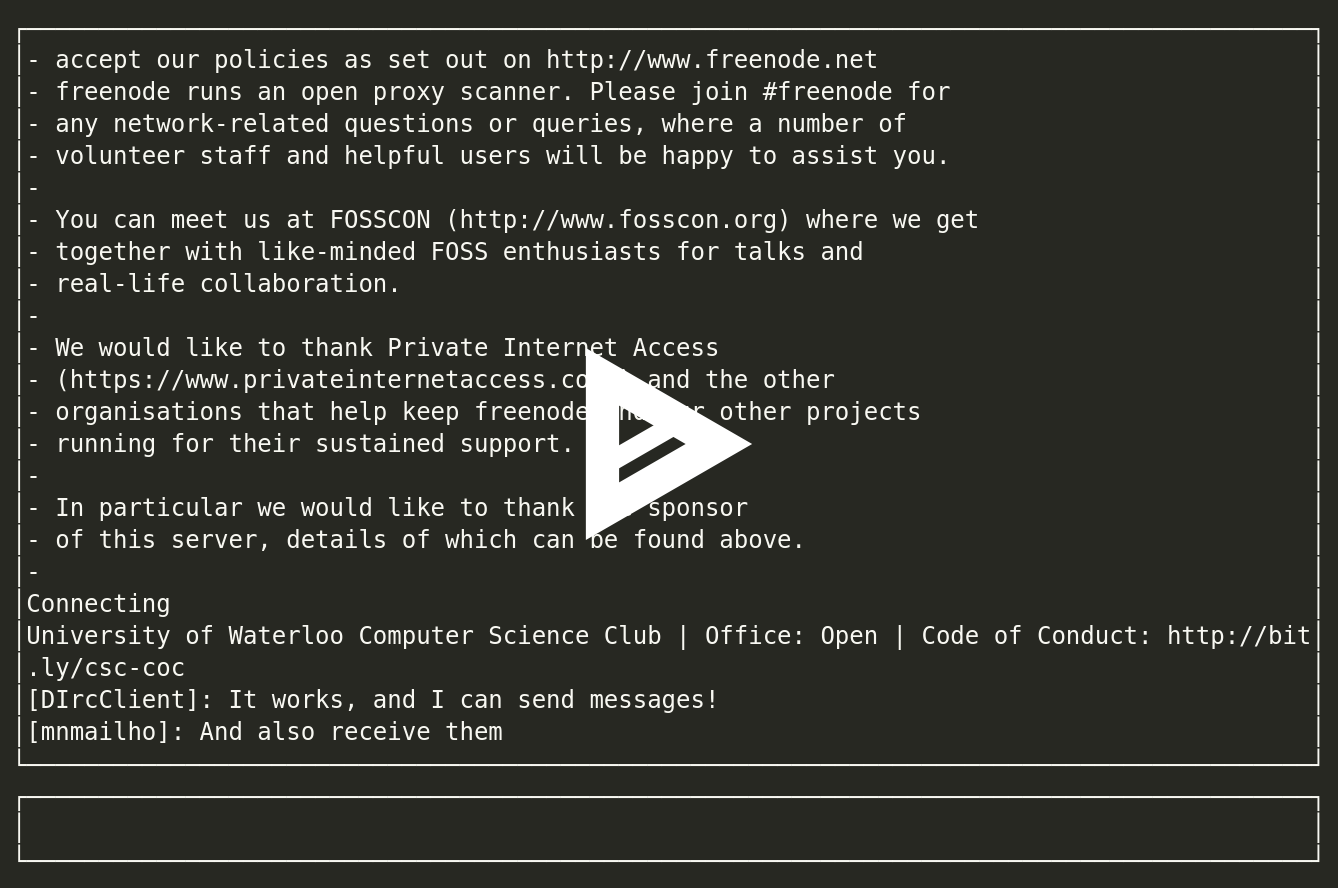 - accept our policies as set out on http://www.freenode.net
- freenode runs an open proxy scanner. Please join #freenode for
- any network-related questions or queries, where a number of
- volunteer staff and helpful users will be happy to assist you.
-
- You can meet us at FOSSCON (http://www.fosscon.org) where we get
- together with like-minded FOSS enthusiasts for talks and
- real-life collaboration.
-
- We would like to thank Private Internet Access
- (https://www.privateinternetaccess.co and the other
- organisations that help keep freenode other projects
- running for their sustained support.
-
- In particular we would like to thank sponsor
- of this server, details of which can be found above.
-
Connecting
University of Waterloo Computer Science Club | Office: Open | Code of Conduct: http://bit
.ly/csc-coc
[DIrcClient]: It works, and I can send messages!
[mnmailho]: And also receive them